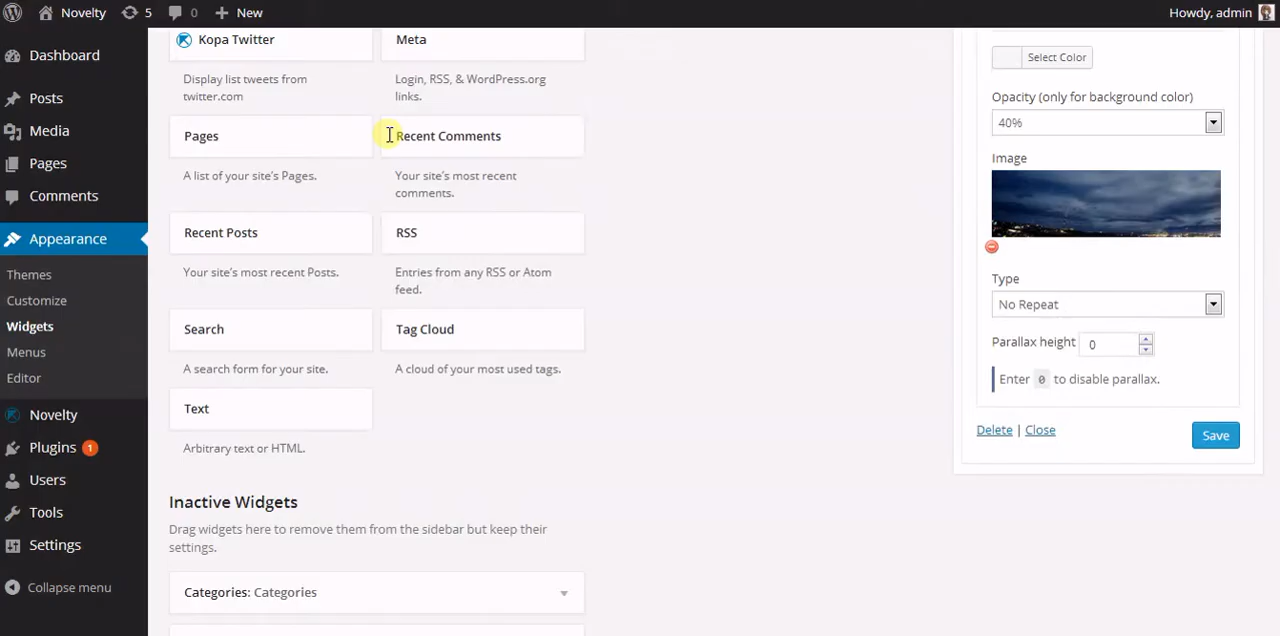 Novelty
5
0
New
Howdy, admin
Dashboard
Posts
Media
Pages
Comments
Appearance
Themes
Customize
Widgets
Menus
Editor
Novelty
Plugins 1
Users
Tools
Settings
Collapse menu
Kopa Twitter
Display list tweets from
twitter.com
Meta
Login, RSS, & WordPress.org
links.
Pages
A list of your site's Pages.
Recent Comments
Your site's most recent
comments.
Recent Posts
Your site's most recent Posts.
RSS
Entries from any RSS or Atom
feed.
Search
A search form for your site.
Tag Cloud
A cloud of your most used tags.
Text
Arbitrary text or HTML.
Inactive Widgets
Drag widgets here to remove them from the sidebar but keep their
settings.
Categories: Categories
Select Color
Opacity (only for background color)
40%
Image
Type
No Repeat
Parallax height 0
Enter 0 to disable parallax.
Delete | Close
Save